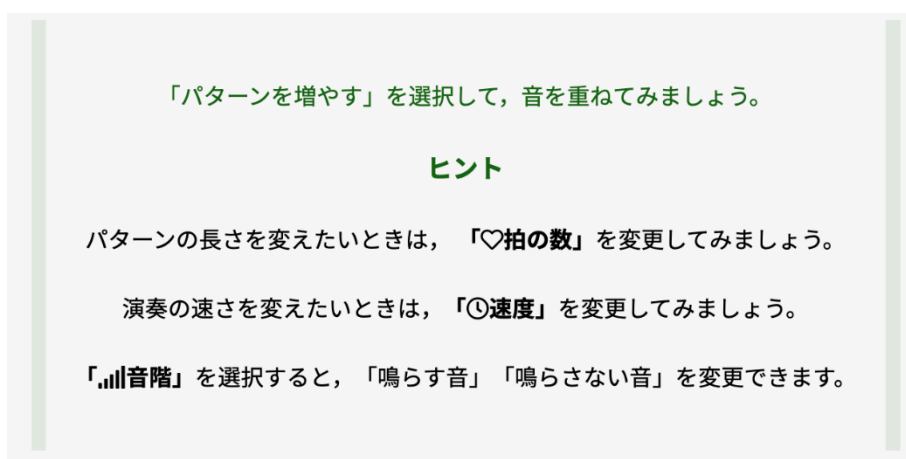 「パターンを増やす」を選択して，音を重ねてみましょう。
ヒント
パターンの長さを変えたいときは，「♡拍の数」を変更してみましょう。
演奏の速さを変えたいときは，「🕓速度」を変更してみましょう。
「📶音階」を選択すると，「鳴らす音」「鳴らさない音」を変更できます。